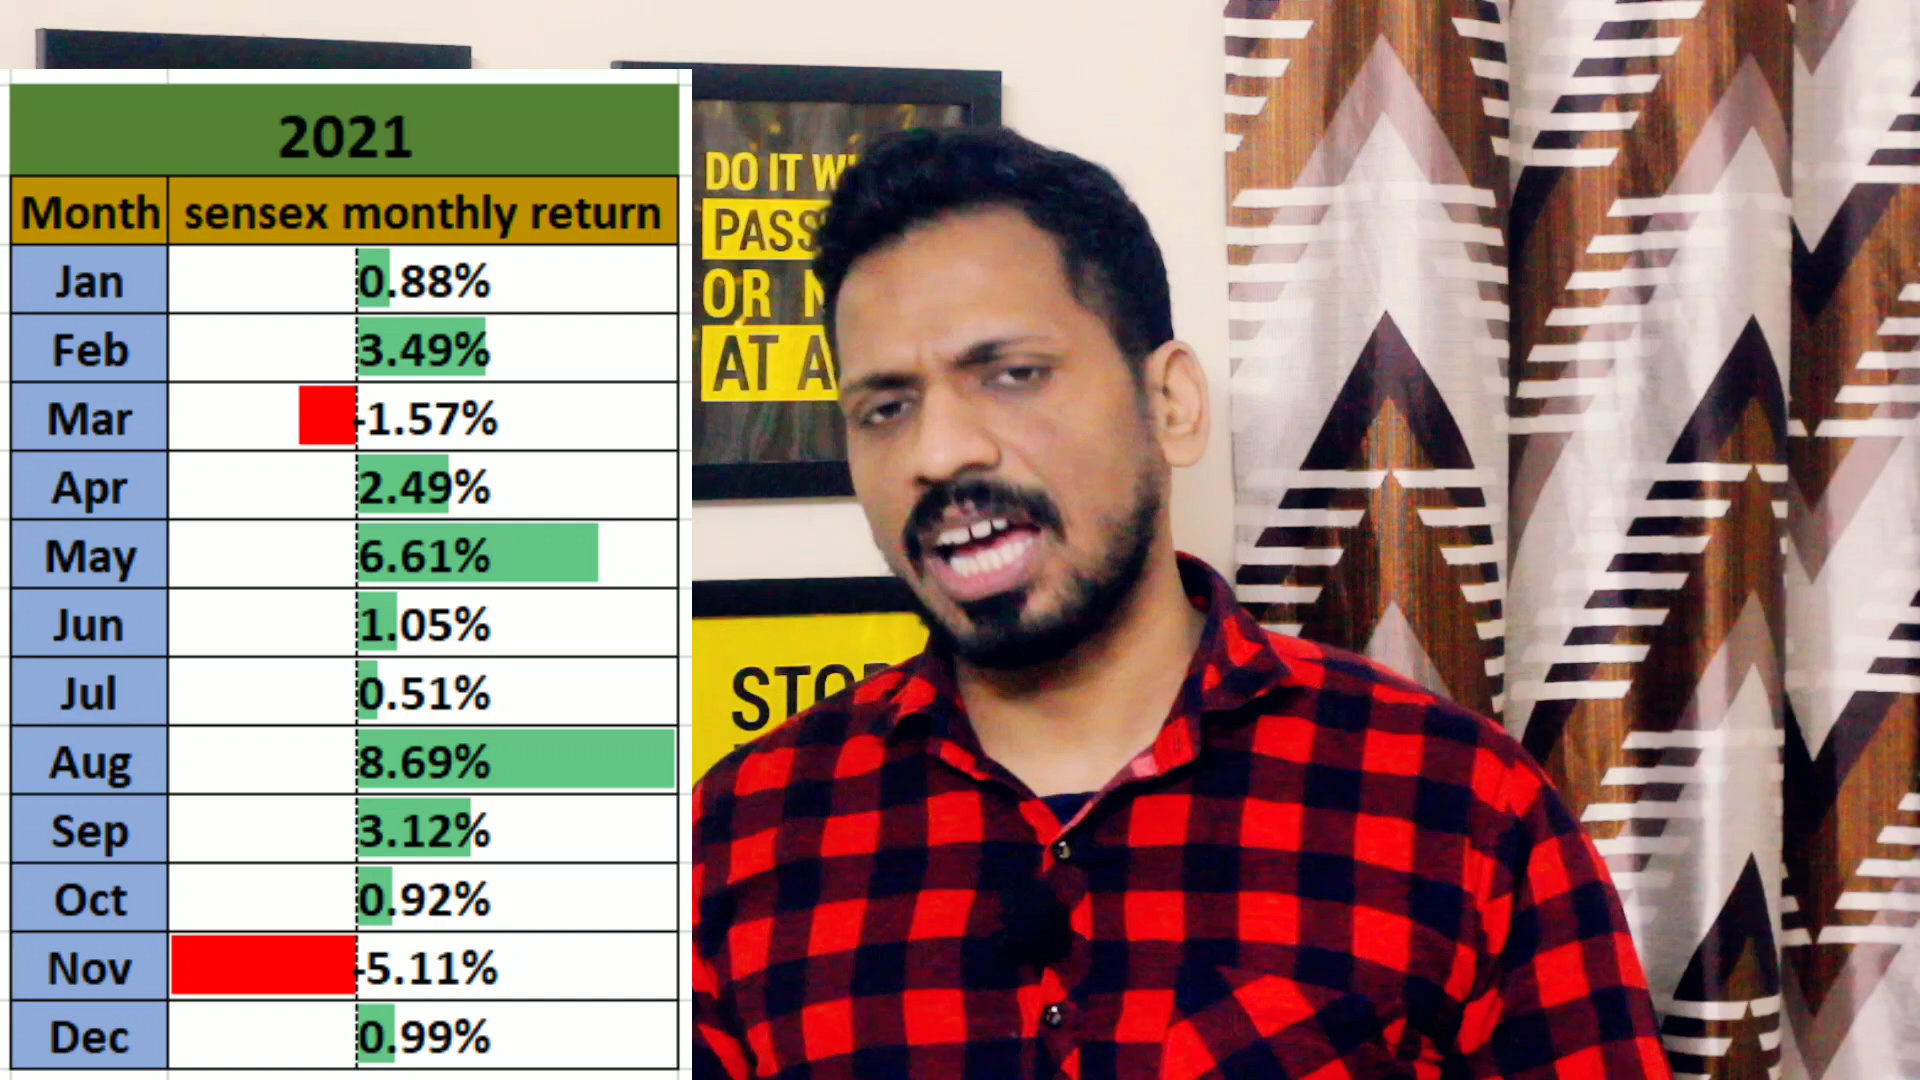 2021
Month sensex monthly return
Jan 0.88%
Feb 3.49%
Mar -1.57%
Apr 2.49%
May 6.61%
Jun 1.05%
Jul 0.51%
Aug 8.69%
Sep 3.12%
Oct 0.92%
Nov -5.11%
Dec 0.99%
DO IT
OR
AT